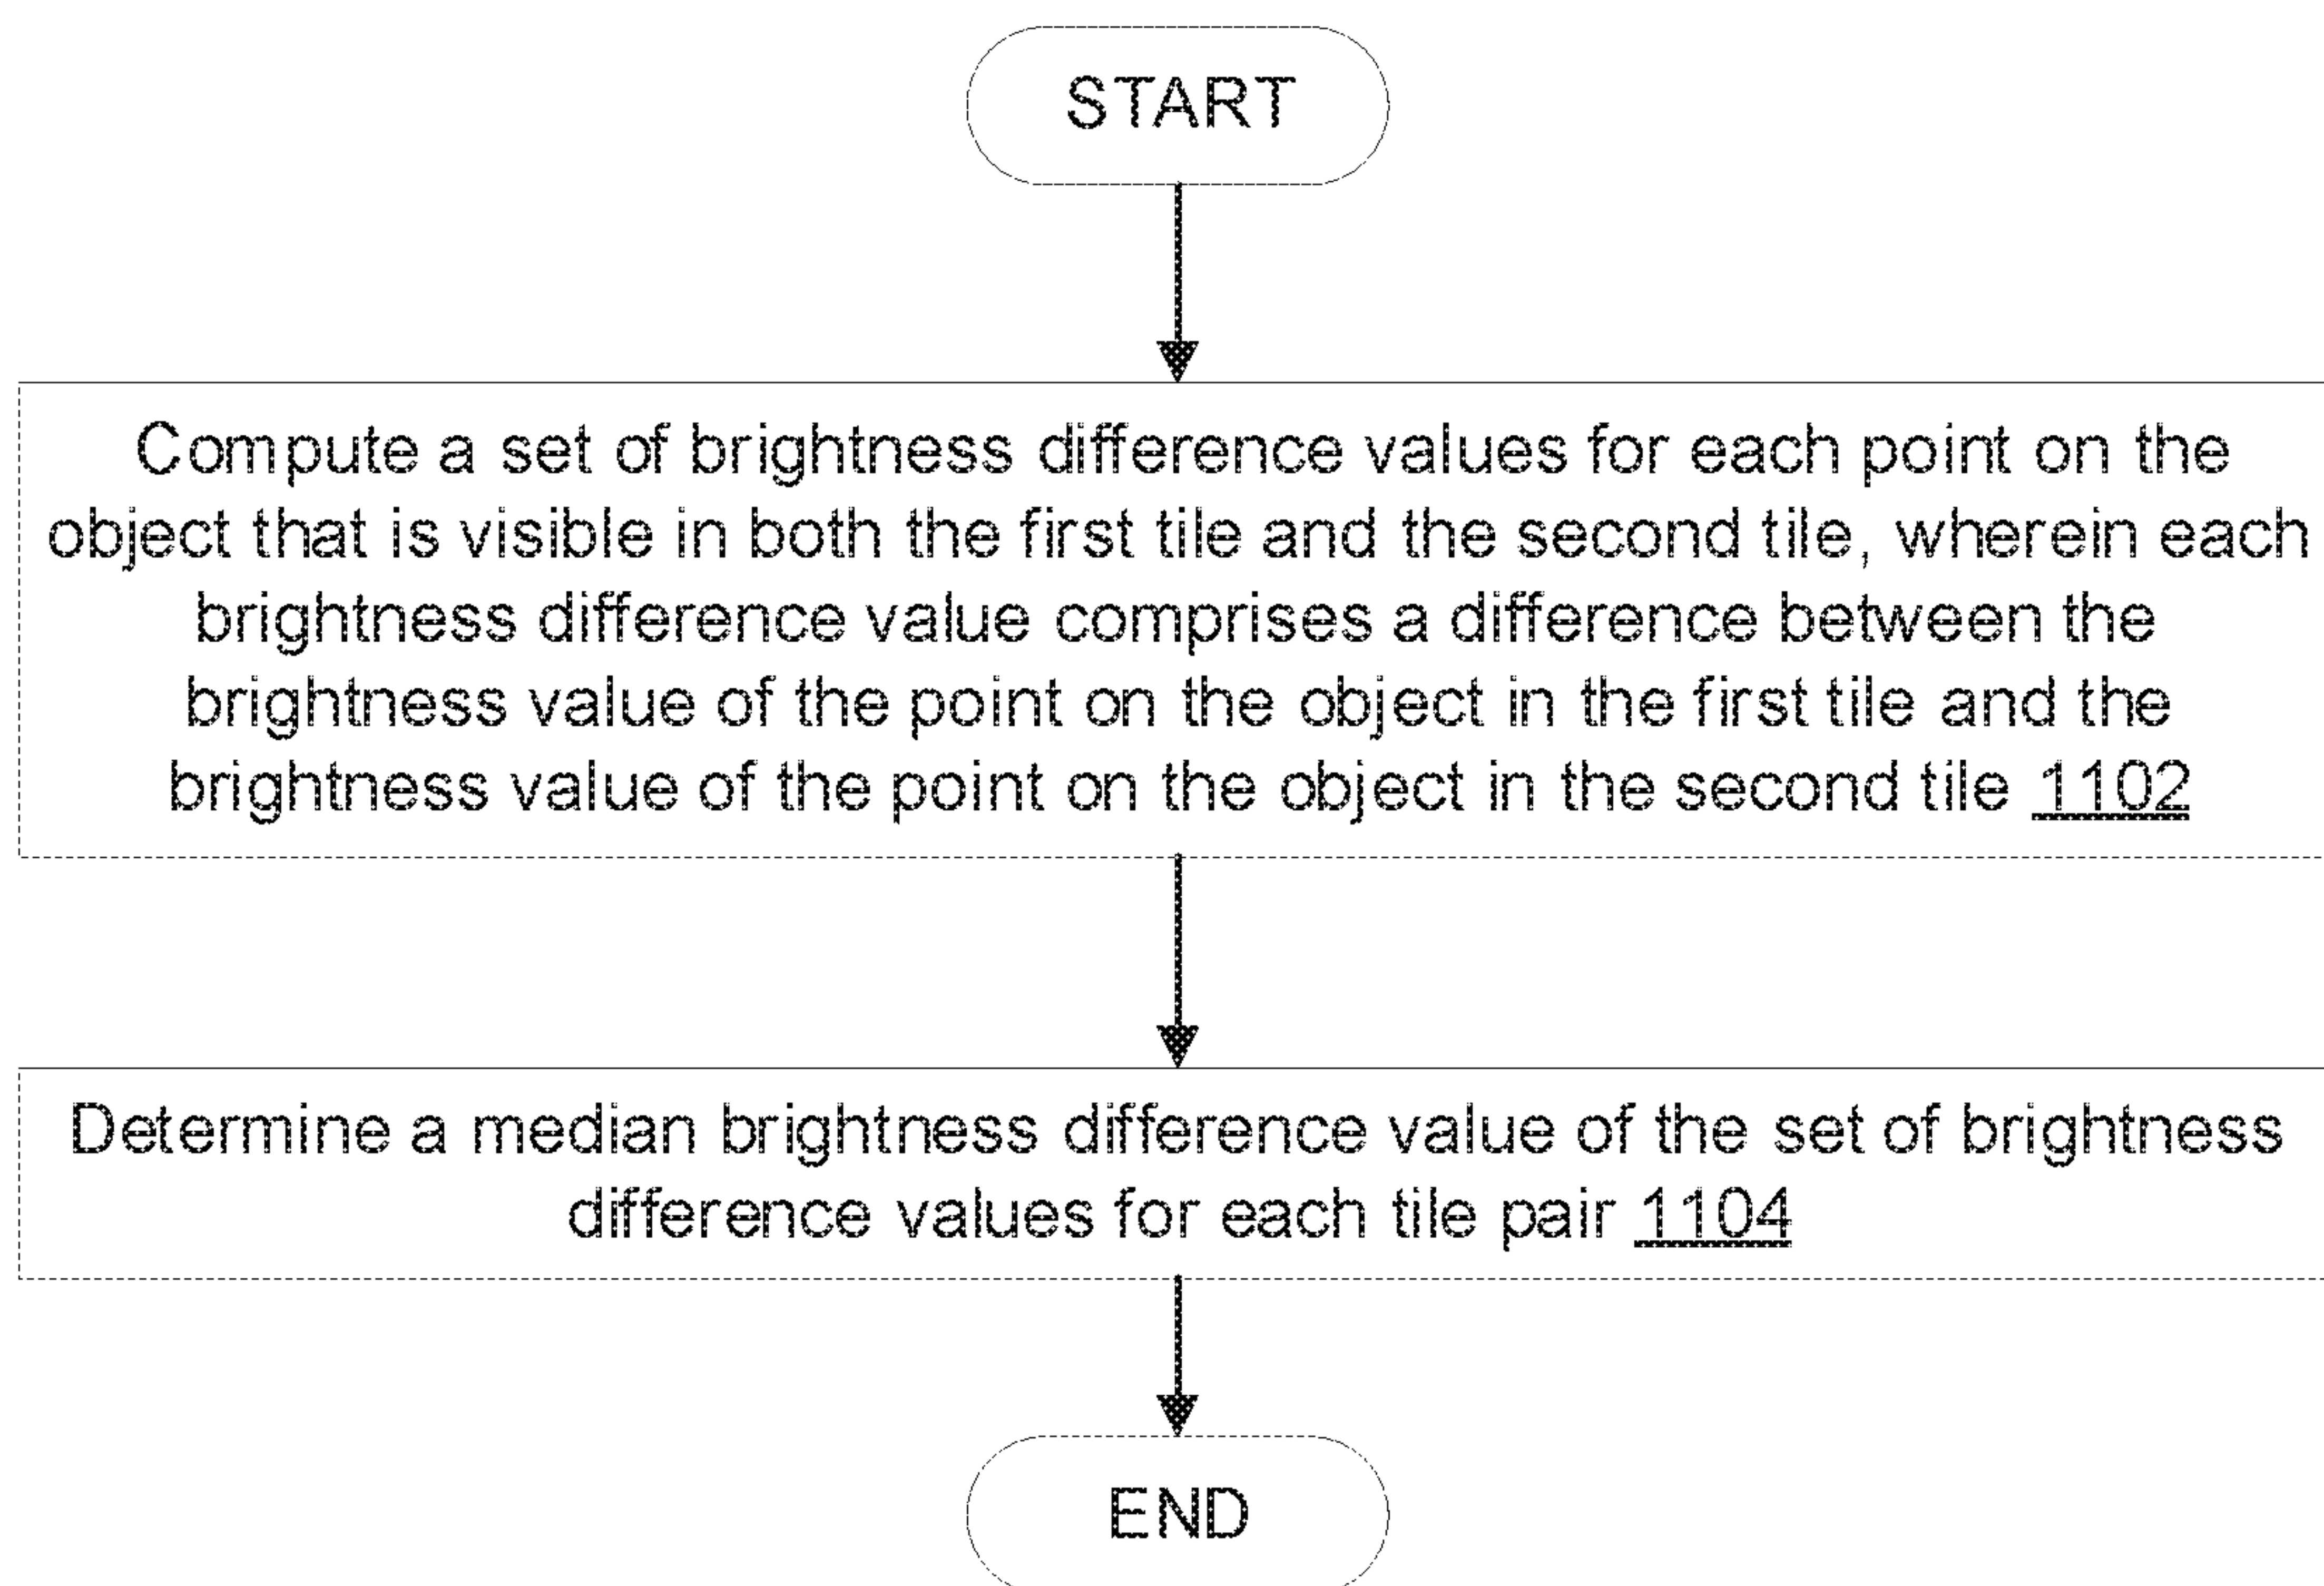 START
Compute a set of brightness difference values for each point on the
object that is visible in both the first tile and the second tile, wherein each
brightness difference value comprises a difference between the
brightness value of the point on the object in the first tile and the
brightness value of the point on the object in the second tile 1102
Determine a median brightness difference value of the set of brightness
difference values for each tile pair 1104
END